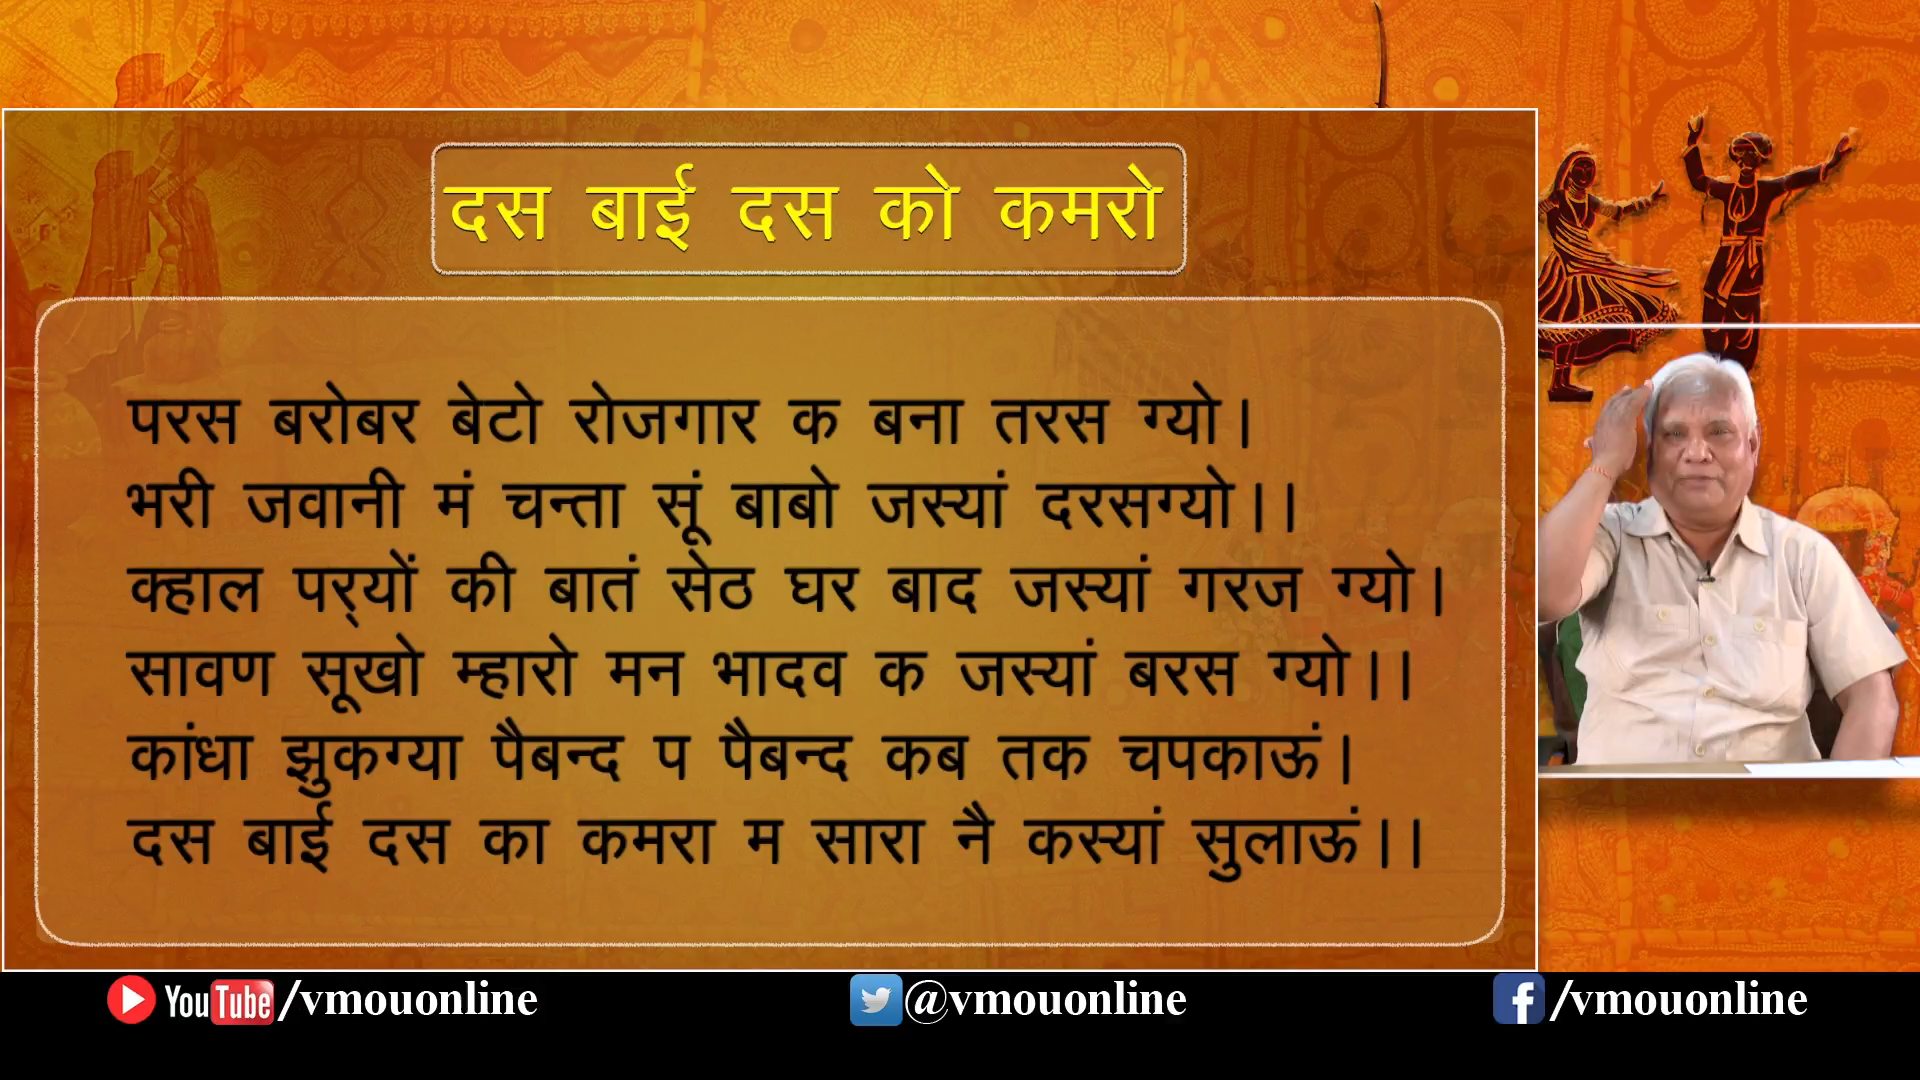 दस बाई दस को कमरो
परस बरोबर बेटो रोजगार क बना तरस ग्यो।
भरी जवानी मं चन्ता सूं बाबो जस्यां दरसग्यो।।
क्हाल पर्‌यों की बातं सेठ घर बाद जस्यां गरज ग्यो।
सावण सूखो म्हारो मन भादव क जस्यां बरस ग्यो।।
कांधा झुकग्या पैबन्द प पैबन्द कब तक चपकाऊं।
दस बाई दस का कमरा म सारा नै कस्यां सुलाऊं।।
YouTube/vmouonline
@vmouonline
/vmouonline